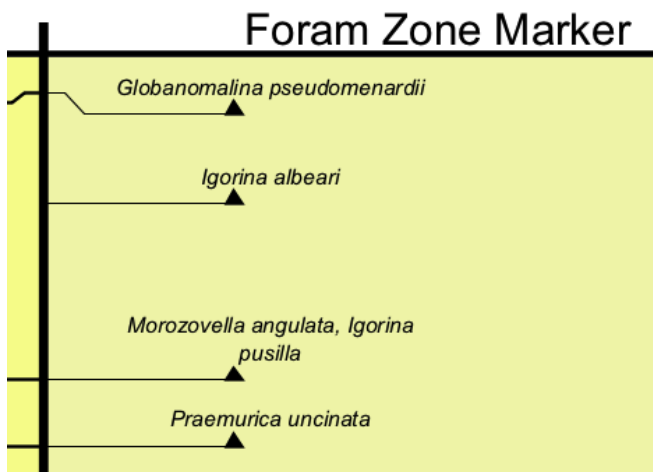 Foram Zone Marker
Globanomalina pseudomenardii
Igorina albeari
Morozovella angulata, Igorina
pusilla
Praemurica uncinata